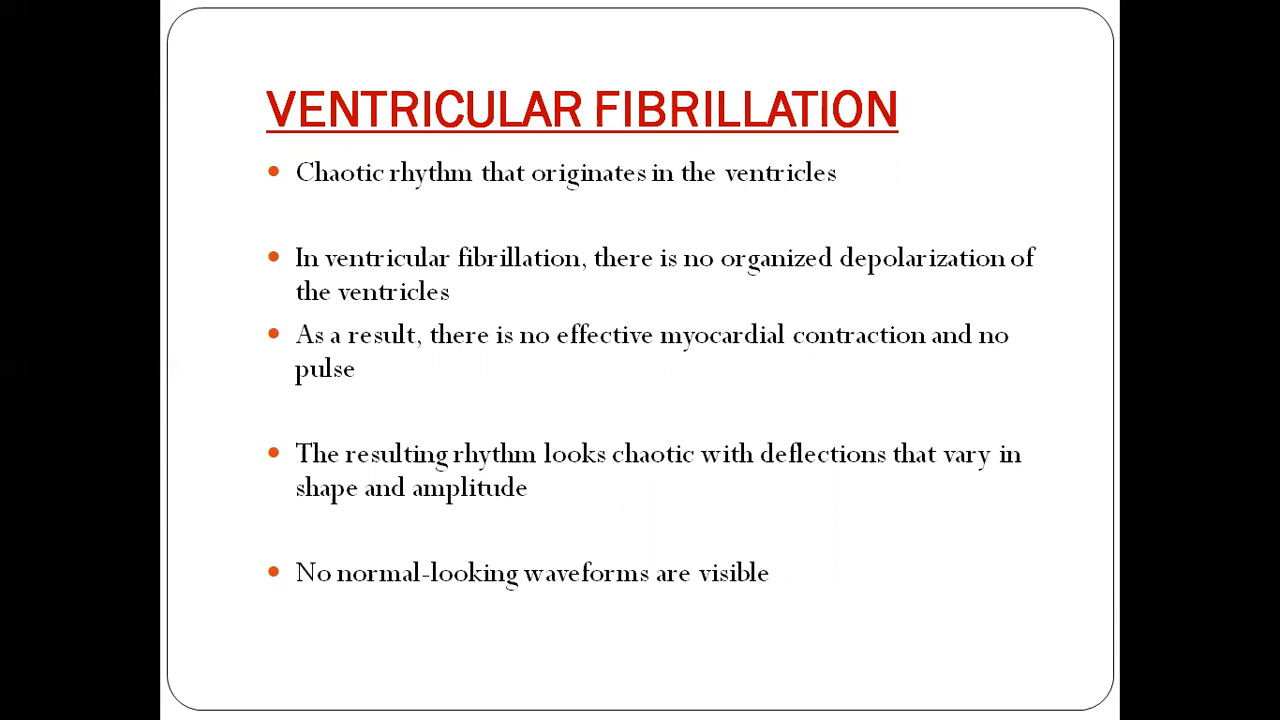 VENTRICULAR FIBRILLATION
• Chaotic rhythm that originates in the ventricles
• In ventricular fibrillation, there is no organized depolarization of
the ventricles
• As a result, there is no effective myocardial contraction and no
pulse
• The resulting rhythm looks chaotic with deflections that vary in
shape and amplitude
• No normal-looking waveforms are visible